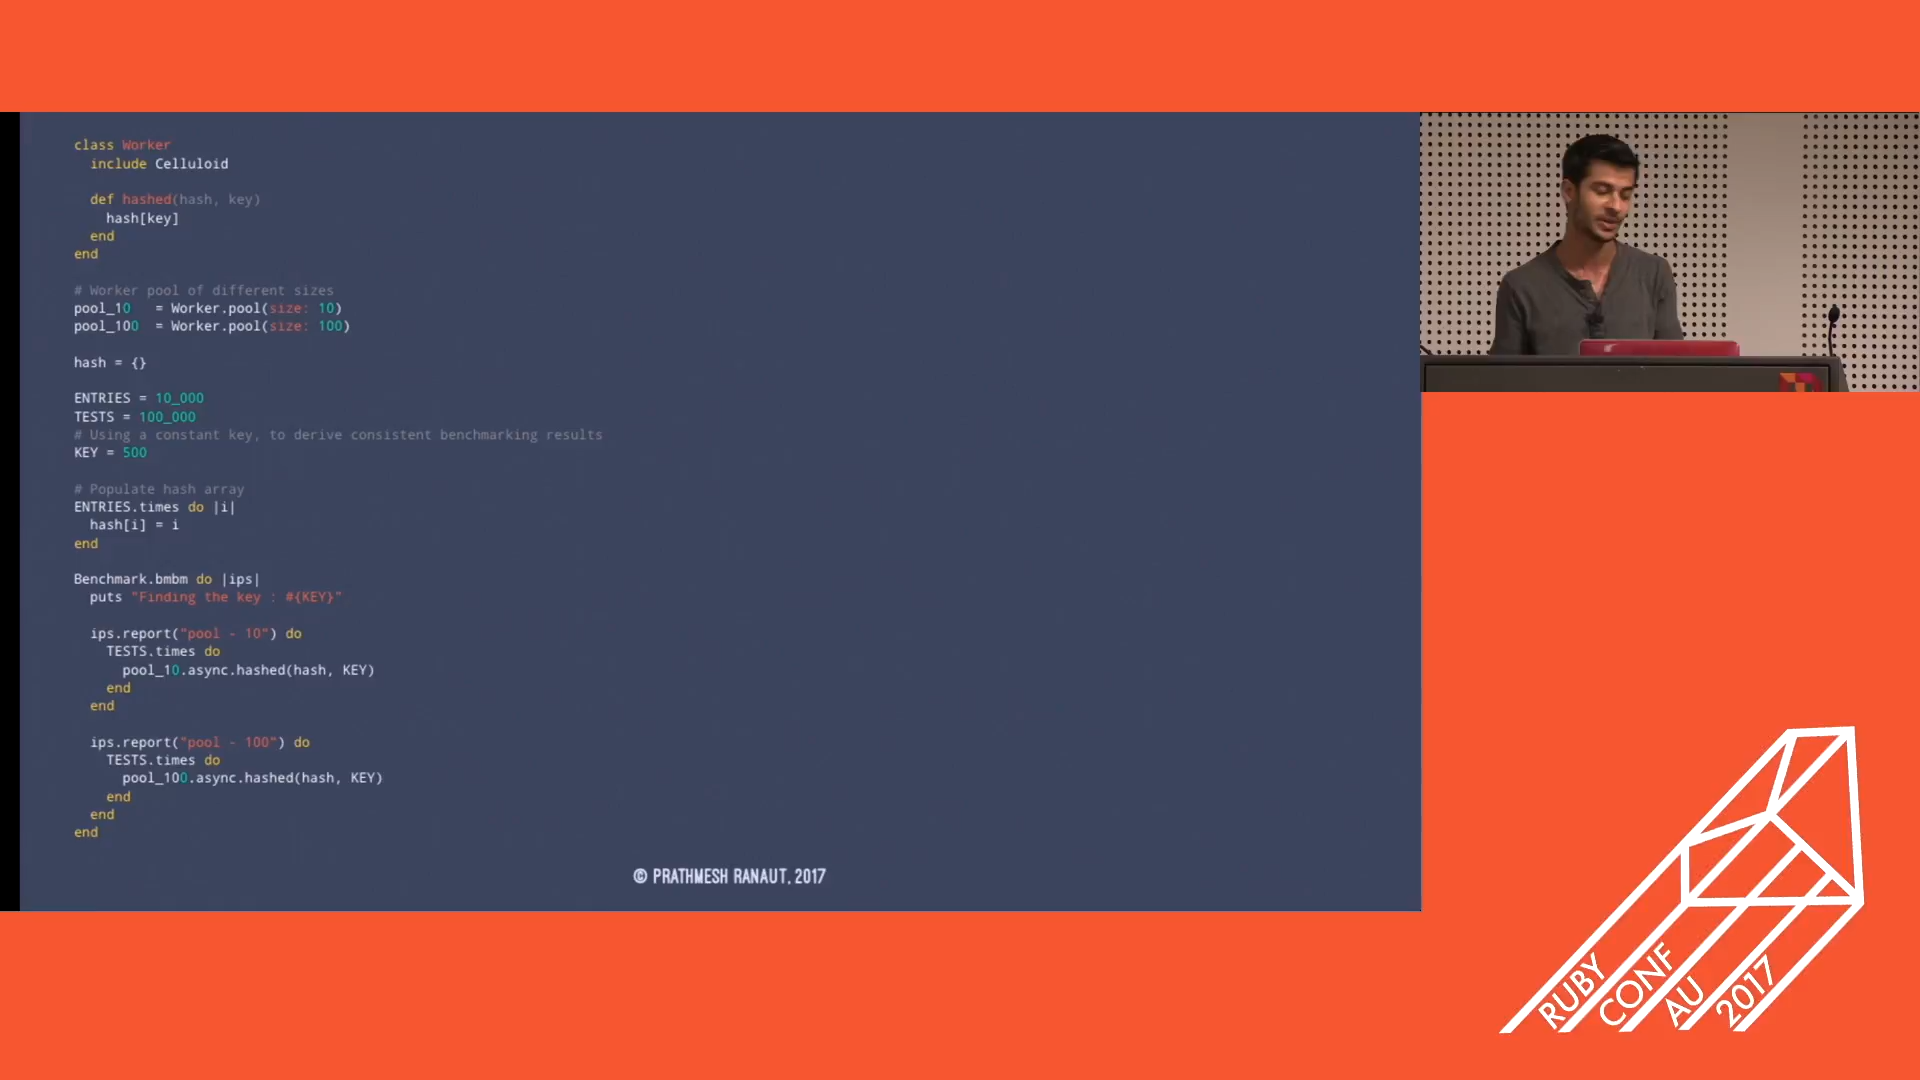 class Worker
  include Celluloid

  def hashed(hash, key)
    hash[key]
  end
end

# Worker pool of different sizes
pool_10   = Worker.pool(size: 10)
pool_100  = Worker.pool(size: 100)

hash = {}

ENTRIES = 10_000
TESTS = 100_000
# Using a constant key, to derive consistent benchmarking results
KEY = 500

# Populate hash array
ENTRIES.times do |i|
  hash[i] = i
end

Benchmark.bmbm do |ips|
  puts "Finding the key : #{KEY}"

  ips.report("pool - 10") do
    TESTS.times do
      pool_10.async.hashed(hash, KEY)
    end
  end

  ips.report("pool - 100") do
    TESTS.times do
      pool_100.async.hashed(hash, KEY)
    end
  end
end
© PRATHMESH RANAUT, 2017
RUBY
CONF
AU
2017